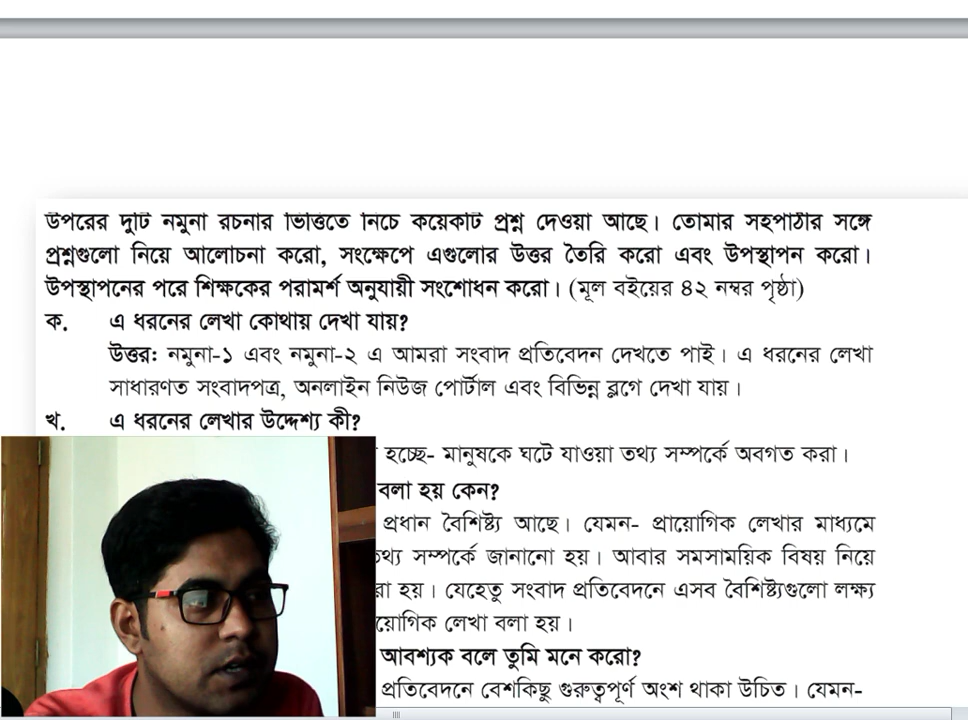 উপরের দুটি নমুনা রচনার ভিত্তিতে নিচে কয়েকটি প্রশ্ন দেওয়া আছে। তোমার সহপাঠীর সঙ্গে
প্রশ্নগুলো নিয়ে আলোচনা করো, সংক্ষেপে এগুলোর উত্তর তৈরি করো এবং উপস্থাপন করো।
উপস্থাপনের পরে শিক্ষকের পরামর্শ অনুযায়ী সংশোধন করো। (মূল বইয়ের ৪২ নম্বর পৃষ্ঠা)
ক. এ ধরনের লেখা কোথায় দেখা যায়?
উত্তর: নমুনা-১ এবং নমুনা-২ এ আমরা সংবাদ প্রতিবেদন দেখতে পাই। এ ধরনের লেখা
সাধারণত সংবাদপত্র, অনলাইন নিউজ পোর্টাল এবং বিভিন্ন ব্লগে দেখা যায়।
খ. এ ধরনের লেখার উদ্দেশ্য কী?
হচ্ছে- মানুষকে ঘটে যাওয়া তথ্য সম্পর্কে অবগত করা।
বলা হয় কেন?
প্রধান বৈশিষ্ট্য আছে। যেমন- প্রায়োগিক লেখার মাধ্যমে
সম্পর্কে জানানো হয়। আবার সমসাময়িক বিষয় নিয়ে
হয়। যেহেতু সংবাদ প্রতিবেদনে এসব বৈশিষ্ট্যগুলো লক্ষ্য
লেখা বলা হয়।
আবশ্যক বলে তুমি মনে করো?
প্রতিবেদনে বেশকিছু গুরুত্বপূর্ণ অংশ থাকা উচিত। যেমন-